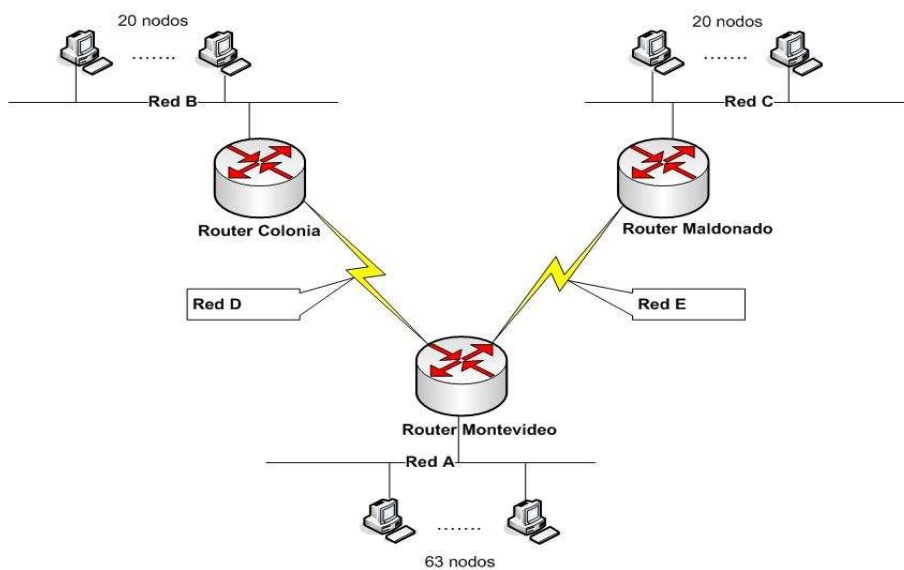 20 nodos
20 nodos
.......
.......
Red B
Red C
Router Colonia
Router Maldonado
Red D
Red E
Router Montevideo
Red A
.......
63 nodos